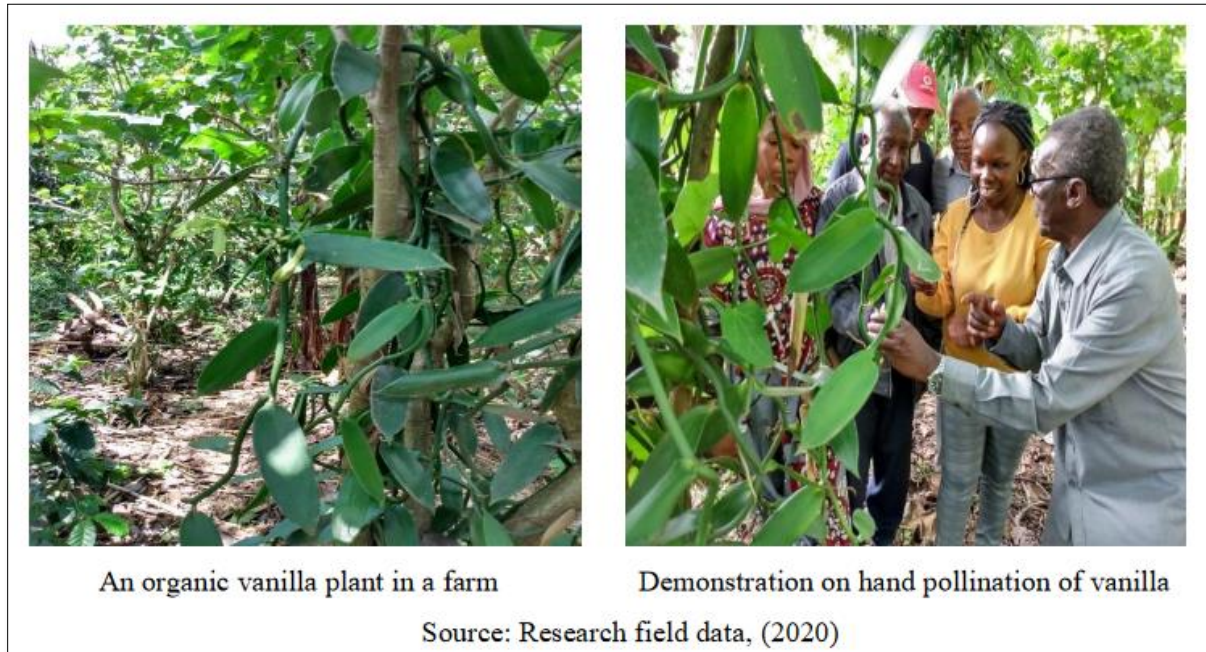 An organic vanilla plant in a farm
Demonstration on hand pollination of vanilla
Source: Research field data, (2020)